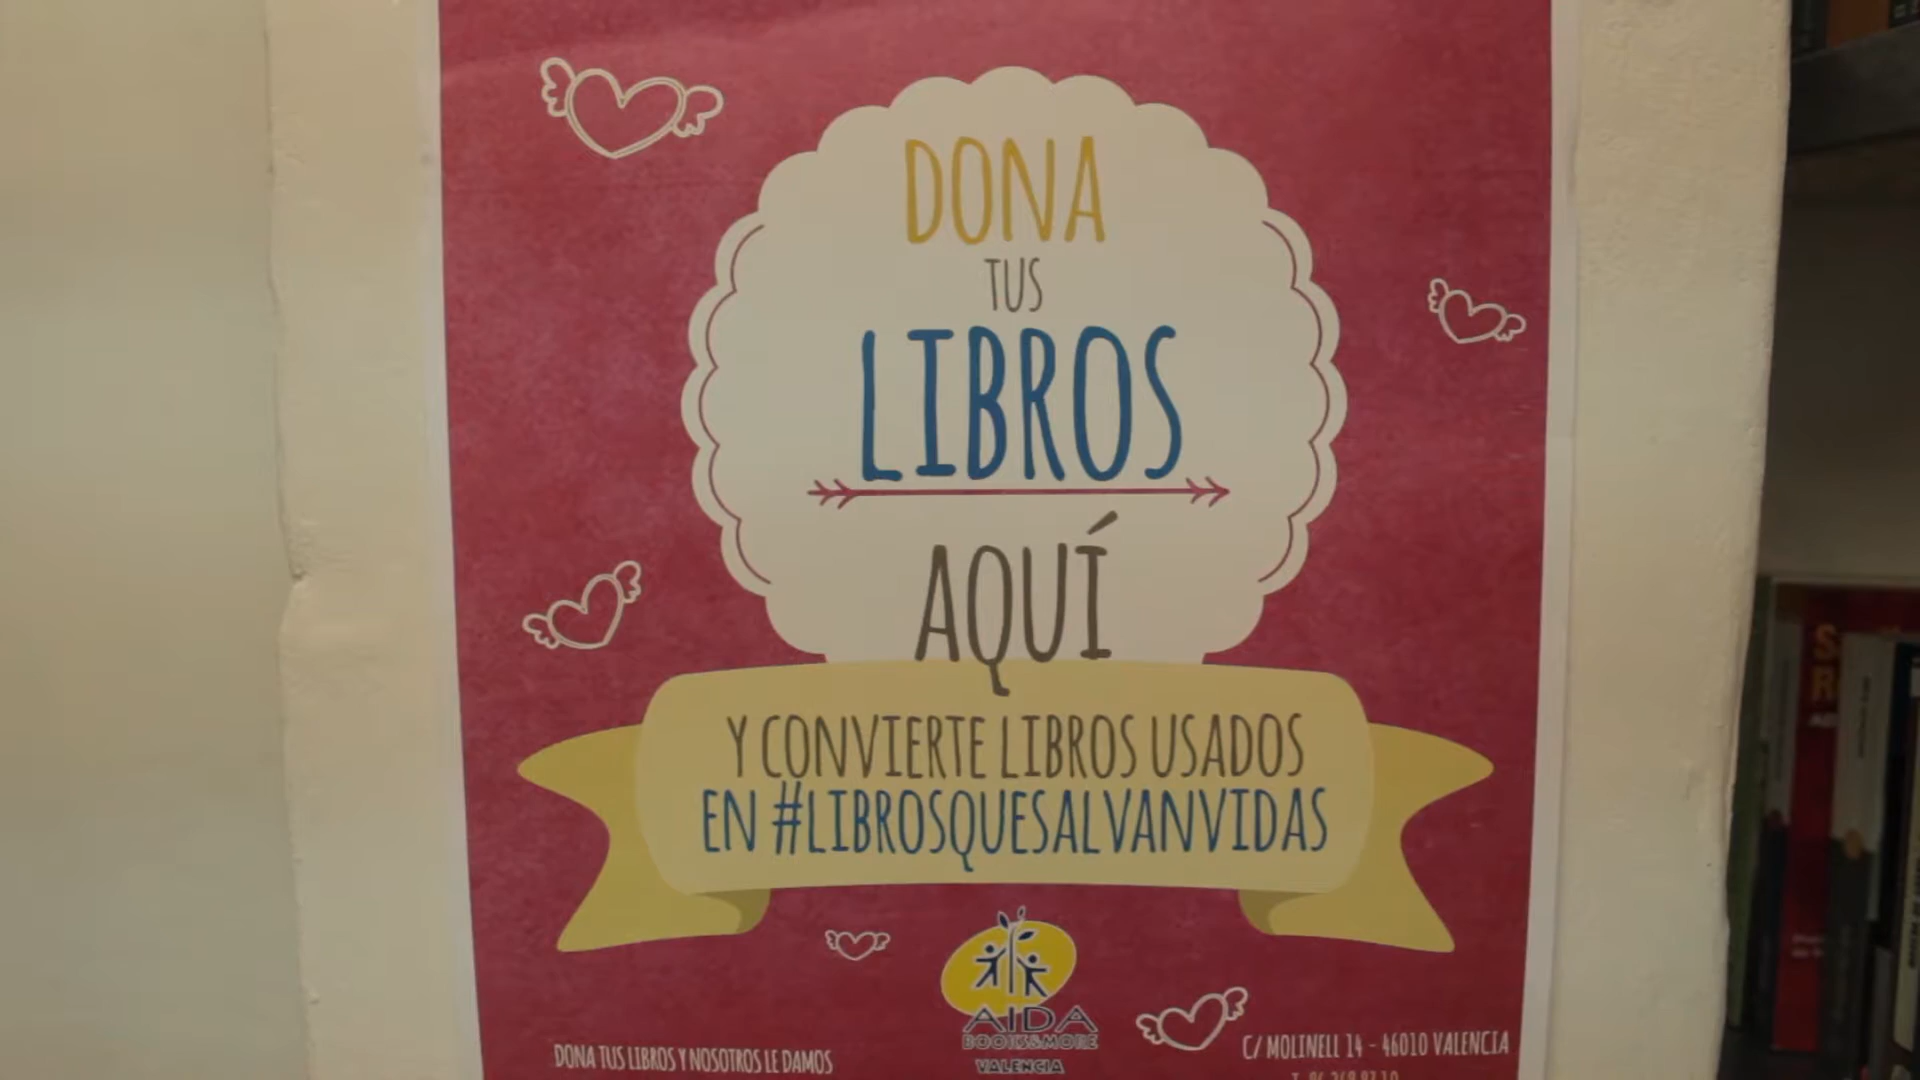 DONA
TUS
LIBROS
AQUÍ
Y CONVIERTE LIBROS USADOS
EN #LIBROSQUESALVANVIDAS
AIDA
BOOKS&MORE
VALENCIA
DONA TUS LIBROS Y NOSOTROS LE DAMOS
C/ MOLINELL 14 - 46010 VALENCIA